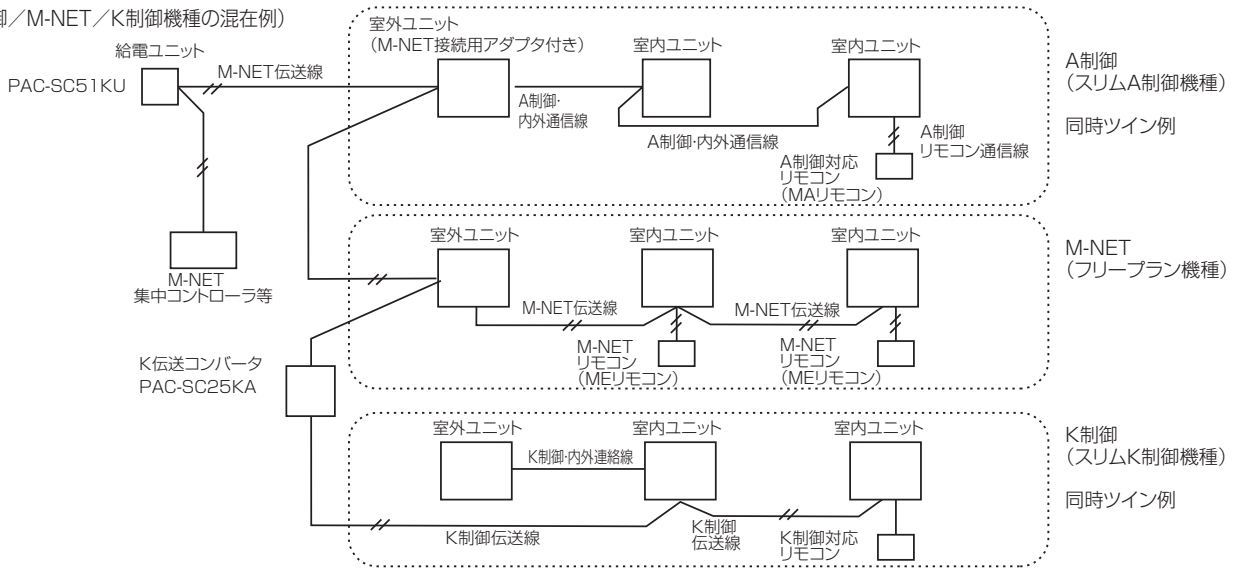 御／M-NET／K制御機種の混在例）
給電ユニット
PAC-SC51KU
M-NET伝送線
M-NET
集中コントローラ等
室外ユニット
（M-NET接続用アダプタ付き）
室内ユニット
室内ユニット
A制御・
内外通信線
A制御・内外通信線
A制御
リモコン通信線
A制御対応
リモコン
（MAリモコン）
A制御
（スリムA制御機種）
同時ツイン例
室外ユニット
室内ユニット
室内ユニット
M-NET伝送線
M-NET伝送線
M-NET
リモコン
（MEリモコン）
M-NET
リモコン
（MEリモコン）
M-NET
（フリープラン機種）
K伝送コンバータ
PAC-SC25KA
室外ユニット
室内ユニット
室内ユニット
K制御・内外連絡線
K制御伝送線
K制御
伝送線
K制御対応
リモコン
K制御
（スリムK制御機種）
同時ツイン例